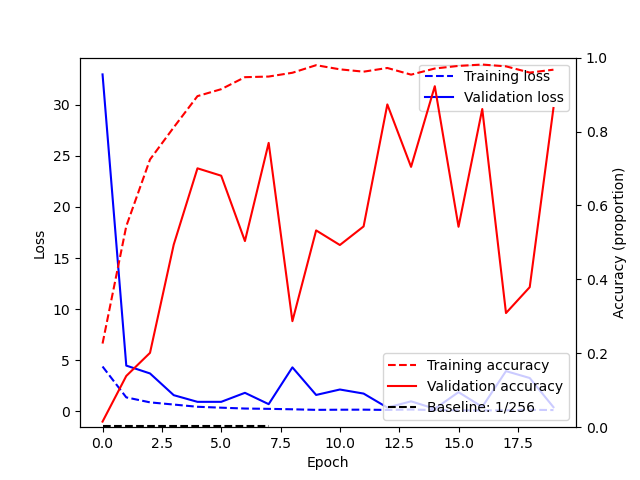 Training loss
Validation loss
Training accuracy
Validation accuracy
Baseline: 1/256
Loss
30
25
20
15
10
5
0
1.0
0.8
0.6
0.4
0.2
0.0
Accuracy (proportion)
0.0 2.5 5.0 7.5 10.0 12.5 15.0 17.5
Epoch